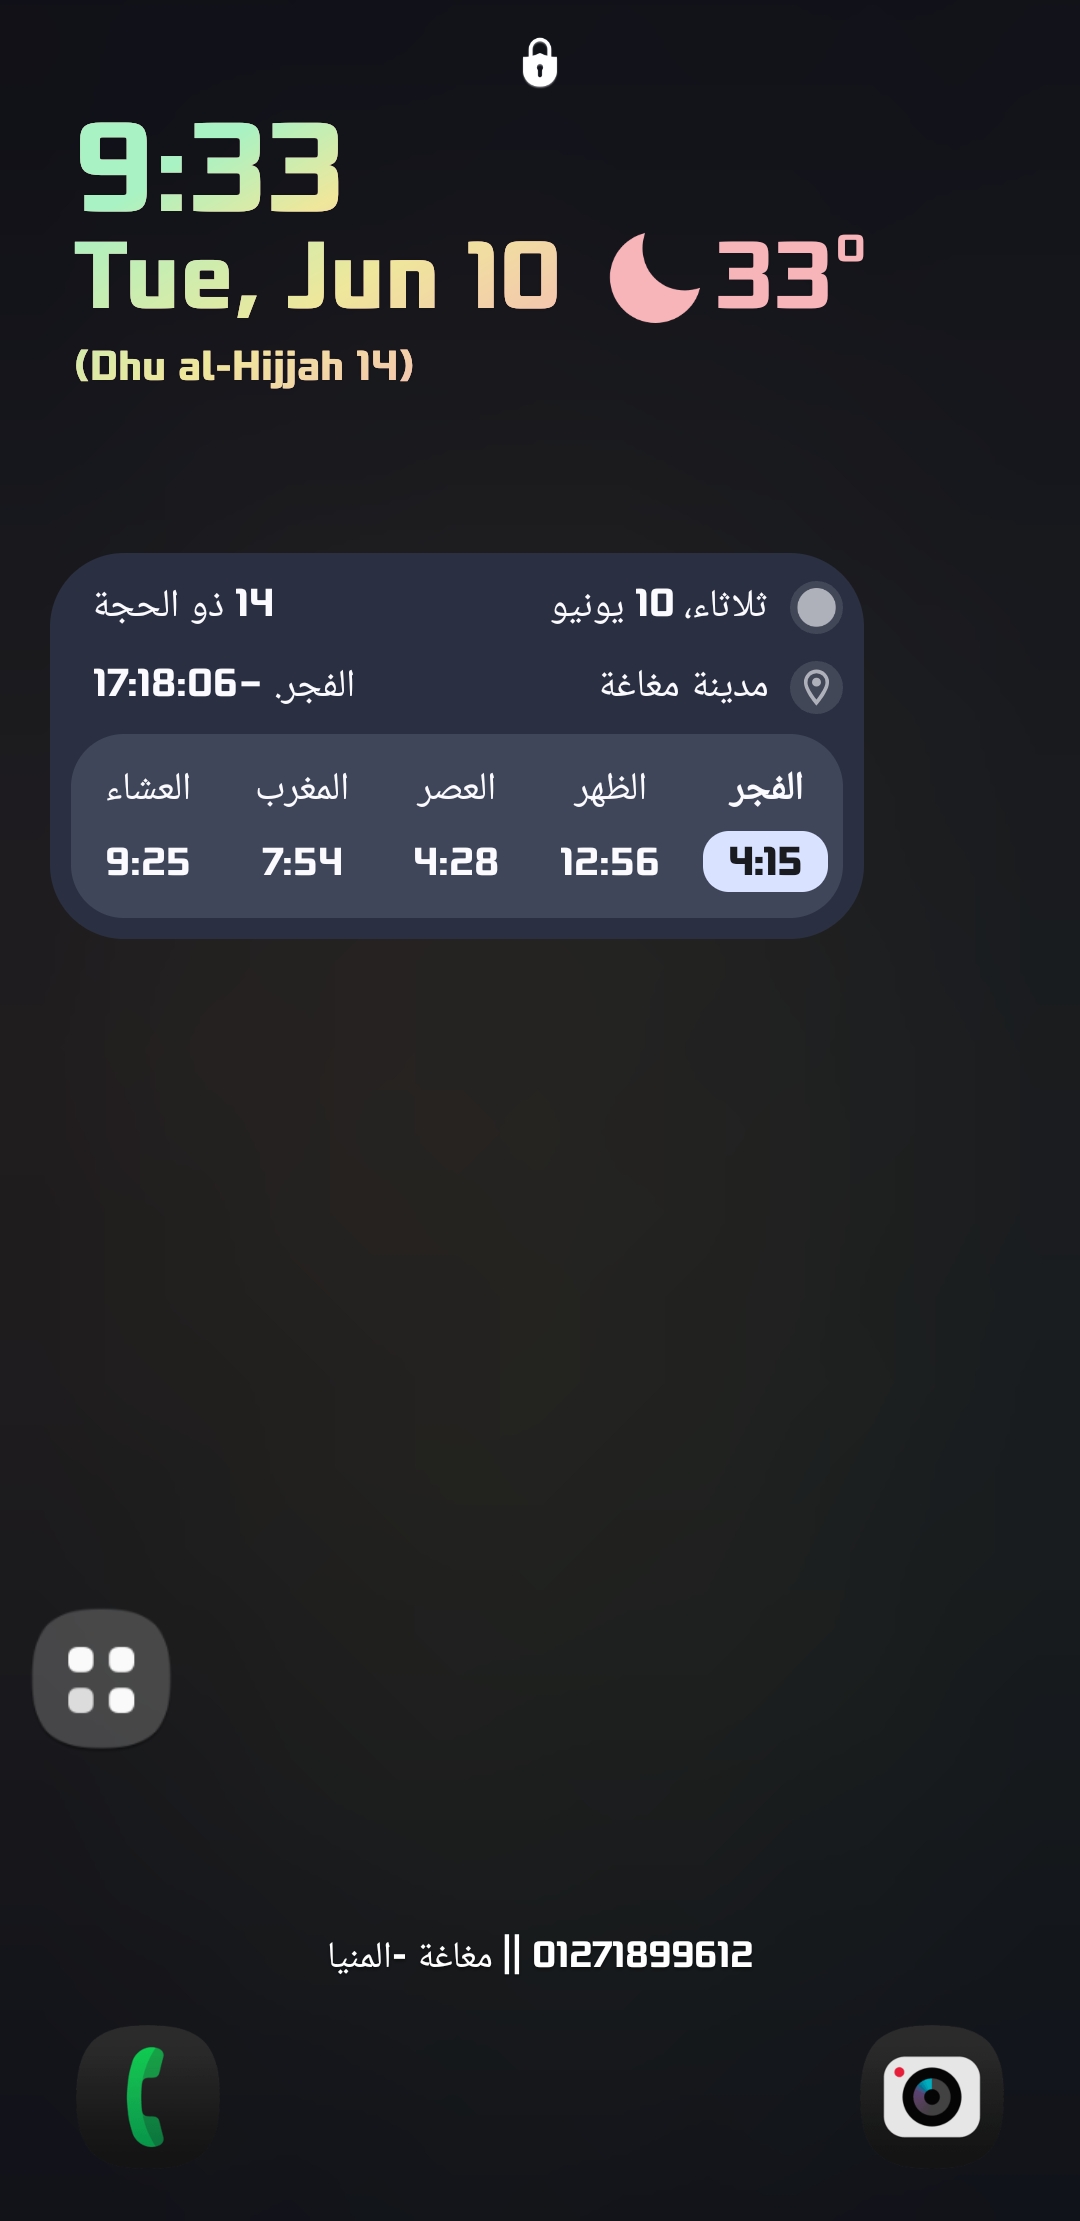 9:33
Tue, Jun 10 33°
(Dhu al-Hijjah 14)
ثلاثاء، 10 يونيو 14 ذو الحجة
مدينة مغاغة الفجر. −17:18:06
الفجر الظهر العصر المغرب العشاء
4:15 12:56 4:28 7:54 9:25
01271899612 || مغاغة -المنيا